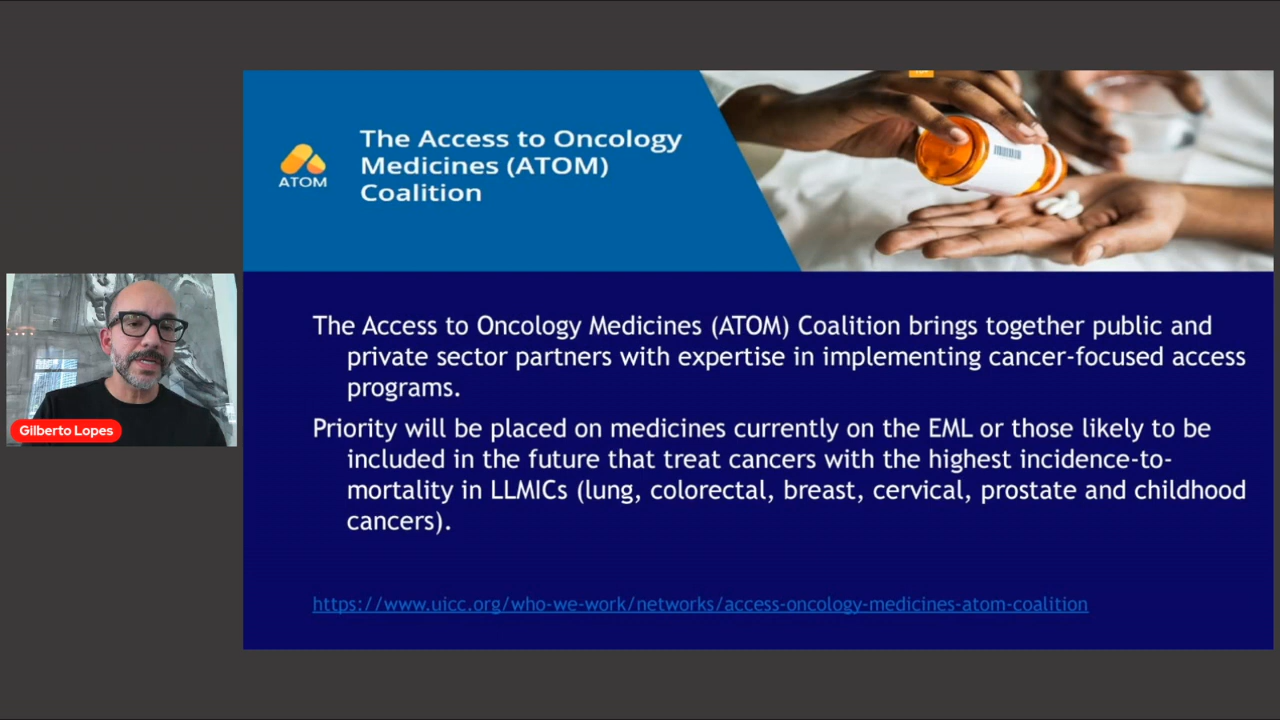 The Access to Oncology
Medicines (ATOM)
Coalition
ATOM
The Access to Oncology Medicines (ATOM) Coalition brings together public and
private sector partners with expertise in implementing cancer-focused access
programs.
Priority will be placed on medicines currently on the EML or those likely to be
included in the future that treat cancers with the highest incidence-to-
mortality in LLMICs (lung, colorectal, breast, cervical, prostate and childhood
cancers).
https://www.uicc.org/who-we-work/networks/access-oncology-medicines-atom-coalition
Gilberto Lopes